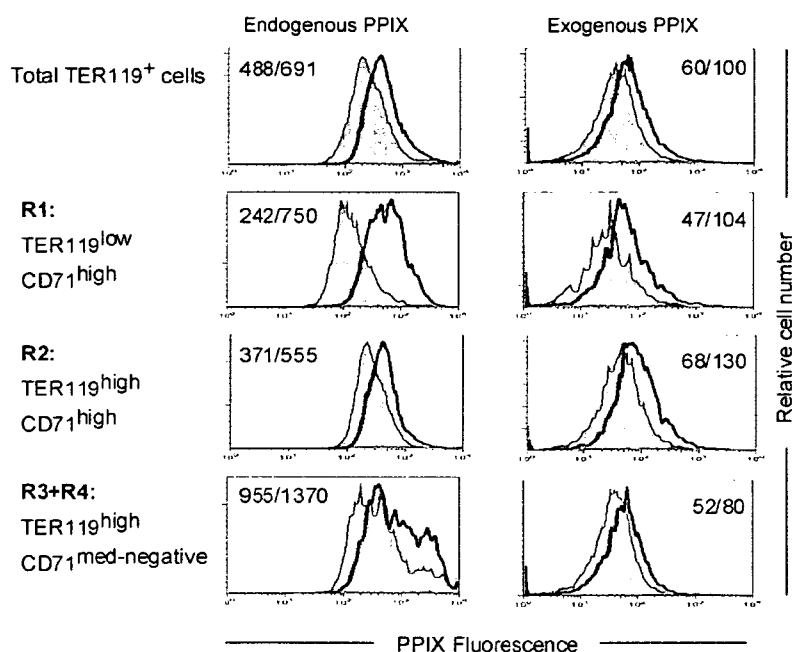 Endogenous PPIX
Exogenous PPIX
Total TER119+ cells
488/691
60/100
R1:
TER119low
CD71high
242/750
47/104
R2:
TER119high
CD71high
371/555
68/130
R3+R4:
TER119high
CD71med-negative
955/1370
52/80
Relative cell number
PPIX Fluorescence